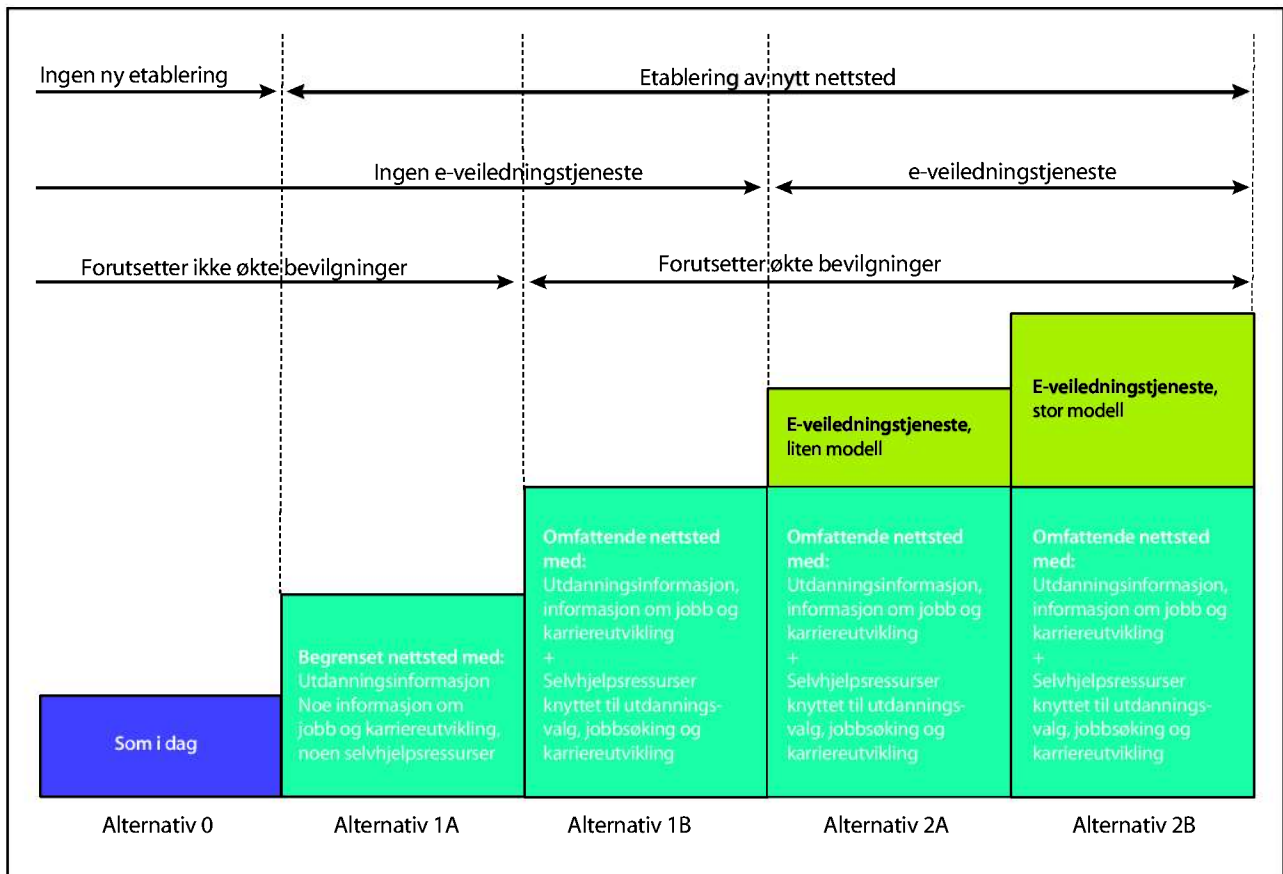 Ingen ny etablering
Etablering av nytt nettsted
Ingen e-veiledningstjeneste
e-veiledningstjeneste
Forutsetter ikke økte bevilgninger
Forutsetter økte bevilgninger
Som i dag
Begrenset nettsted med:
Utdanningsinformasjon
Noe informasjon om
jobb og karriereutvikling,
noen selvhjelpsressurser
Omfattende nettsted
med:
Utdanningsinformasjon,
informasjon om jobb og
karriereutvikling
+
Selvhjelpsressurser
knyttet til utdannings-
valg, jobbsøking og
karriereutvikling
E-veiledningstjeneste,
liten modell
Omfattende nettsted
med:
Utdanningsinformasjon,
informasjon om jobb og
karriereutvikling
+
Selvhjelpsressurser
knyttet til utdannings-
valg, jobbsøking og
karriereutvikling
E-veiledningstjeneste,
stor modell
Omfattende nettsted
med:
Utdanningsinformasjon,
informasjon om jobb og
karriereutvikling
+
Selvhjelpsressurser
knyttet til utdannings-
valg, jobbsøking og
karriereutvikling
Alternativ 0
Alternativ 1A
Alternativ 1B
Alternativ 2A
Alternativ 2B